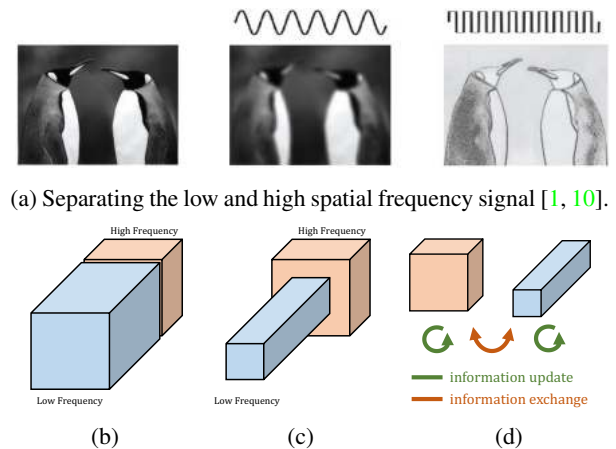 (a) Separating the low and high spatial frequency signal [1, 10].
High Frequency
Low Frequency
High Frequency
Low Frequency
information update
information exchange
(b)
(c)
(d)